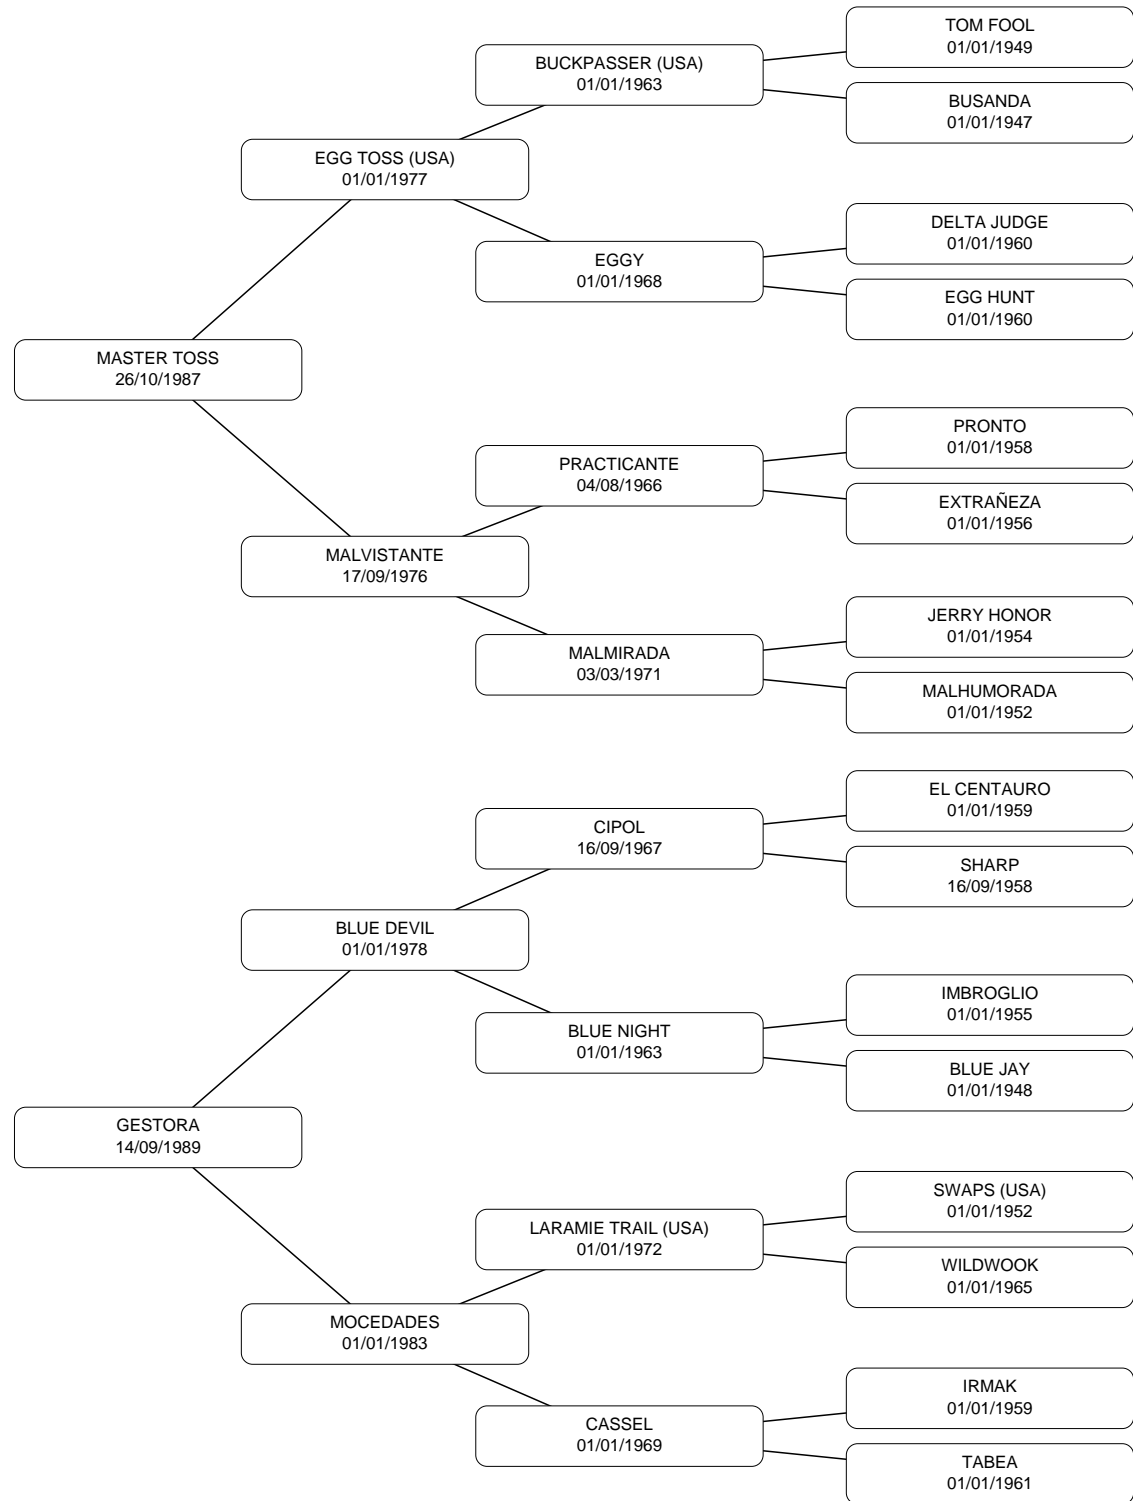 TOM FOOL
01/01/1949
BUCKPASSER (USA)
01/01/1963
BUSANDA
01/01/1947
EGG TOSS (USA)
01/01/1977
DELTA JUDGE
01/01/1960
EGGY
01/01/1968
EGG HUNT
01/01/1960
MASTER TOSS
26/10/1987
PRONTO
01/01/1958
PRACTICANTE
04/08/1966
EXTRAÑEZA
01/01/1956
MALVISTANTE
17/09/1976
JERRY HONOR
01/01/1954
MALMIRADA
03/03/1971
MALHUMORADA
01/01/1952
EL CENTAURO
01/01/1959
CIPOL
16/09/1967
SHARP
16/09/1958
BLUE DEVIL
01/01/1978
IMBROGLIO
01/01/1955
BLUE NIGHT
01/01/1963
BLUE JAY
01/01/1948
GESTORA
14/09/1989
SWAPS (USA)
01/01/1952
LARAMIE TRAIL (USA)
01/01/1972
WILDWOOK
01/01/1965
MOCEDADES
01/01/1983
IRMAK
01/01/1959
CASSEL
01/01/1969
TABEA
01/01/1961